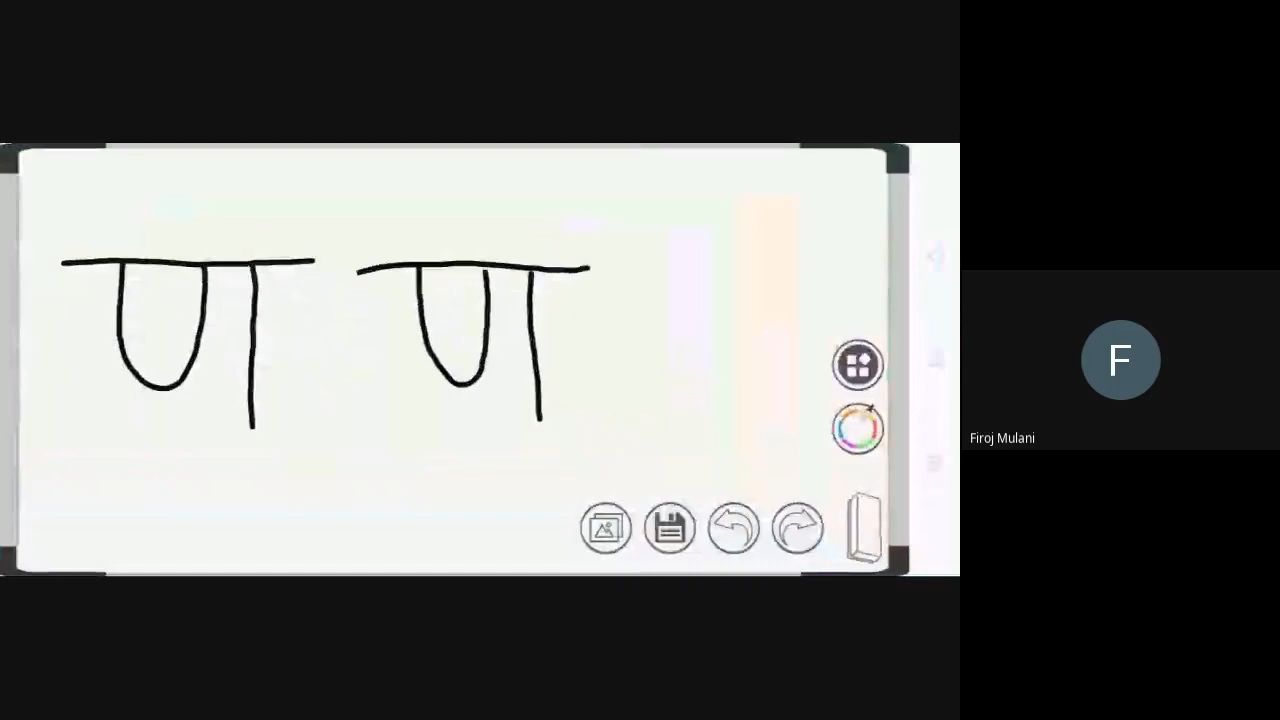 ण ण
F
Firoj Mulani